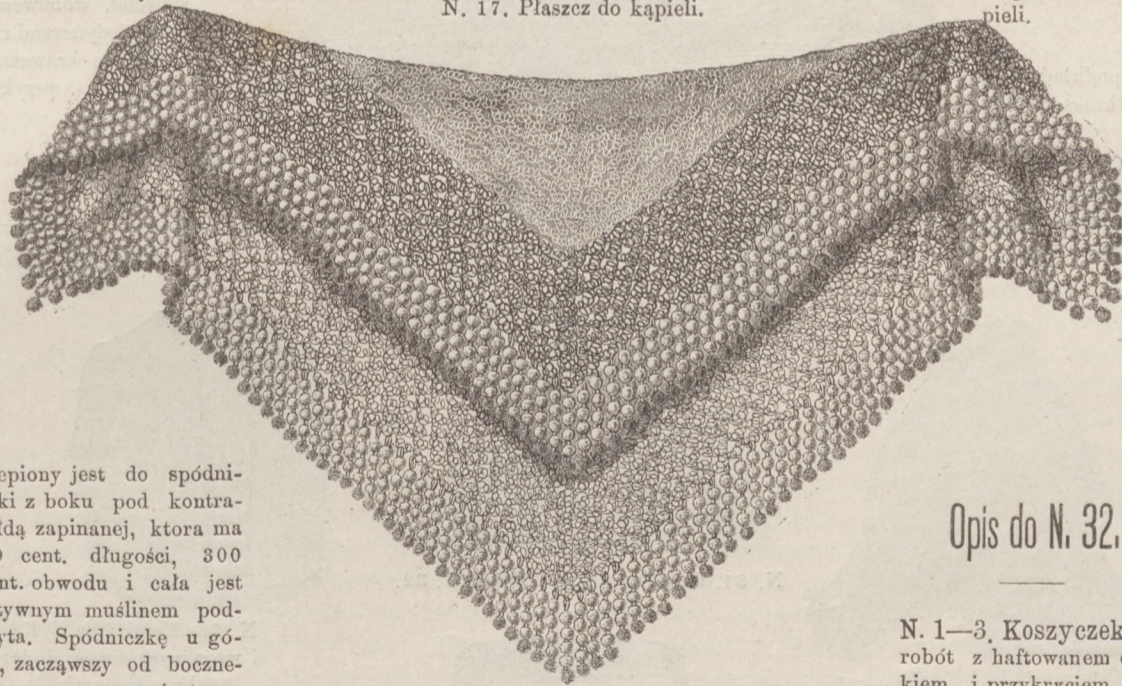 N. 17. Płaszcz do kąpieli.
pieli.
epiony jest do spódni-
ki z boku pod kontra-
łdą zapinanej, ktora ma
cent. długości, 300
nt. obwodu i cała jest
tywnym muślinem pod-
yta. Spódniczkę u gó-
, zacząwszy od boczne-
Opis do N. 32.
N. 1—3. Koszyczek
robót z haftowanem
kiem i przykryciem